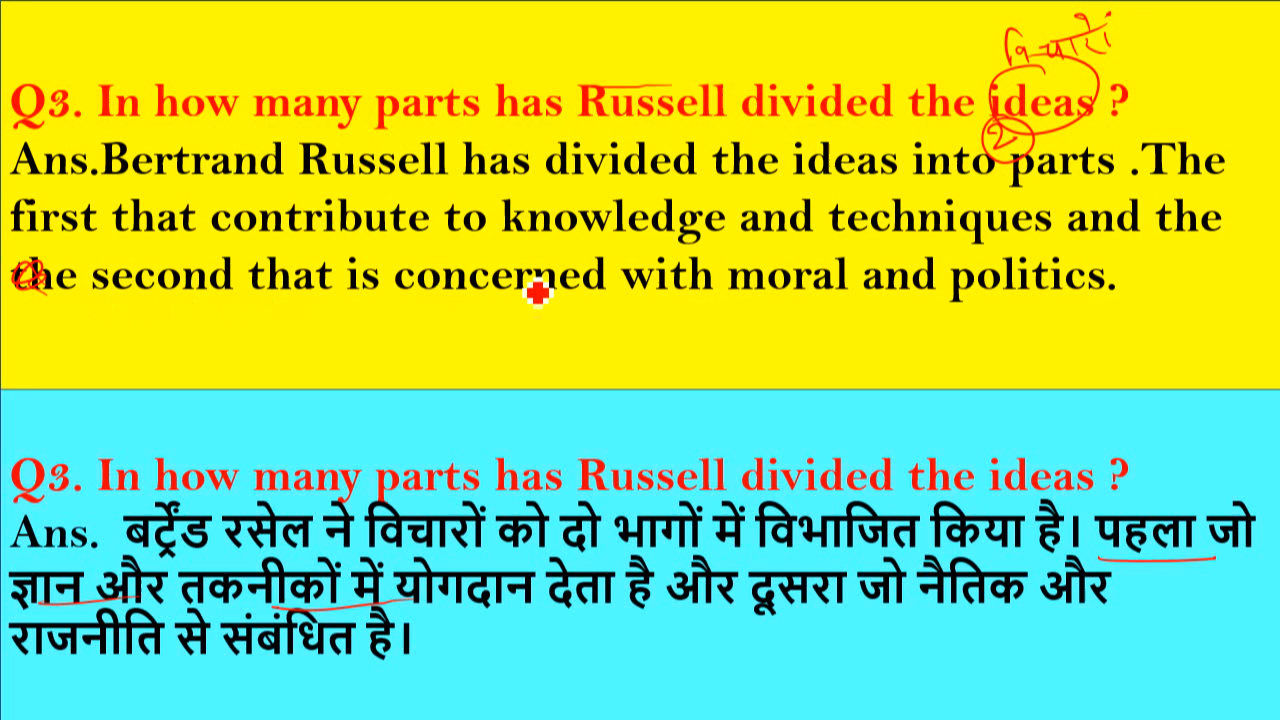 विचारों
Q3. In how many parts has Russell divided the ideas ?
2
Ans.Bertrand Russell has divided the ideas into parts .The
first that contribute to knowledge and techniques and the
the second that is concerned with moral and politics.
Q3. In how many parts has Russell divided the ideas ?
Ans. बर्ट्रेंड रसेल ने विचारों को दो भागों में विभाजित किया है। पहला जो
ज्ञान और तकनीकों में योगदान देता है और दूसरा जो नैतिक और
राजनीति से संबंधित है।